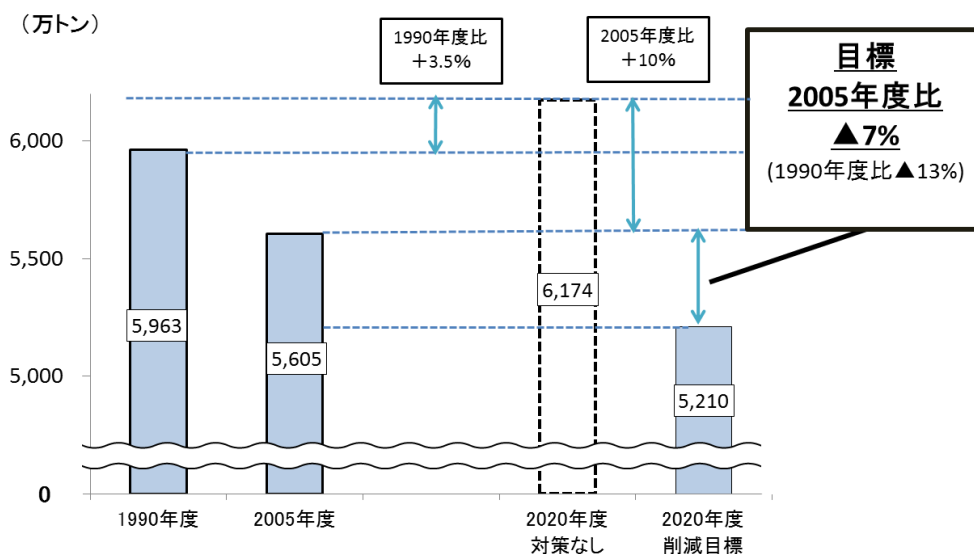 （万トン）
1990年度比
＋3.5%
2005年度比
＋10%
目標
2005年度比
▲7%
(1990年度比▲13%)
6,000
5,500
5,000
0
5,963
5,605
6,174
5,210
1990年度
2005年度
2020年度
対策なし
2020年度
削減目標